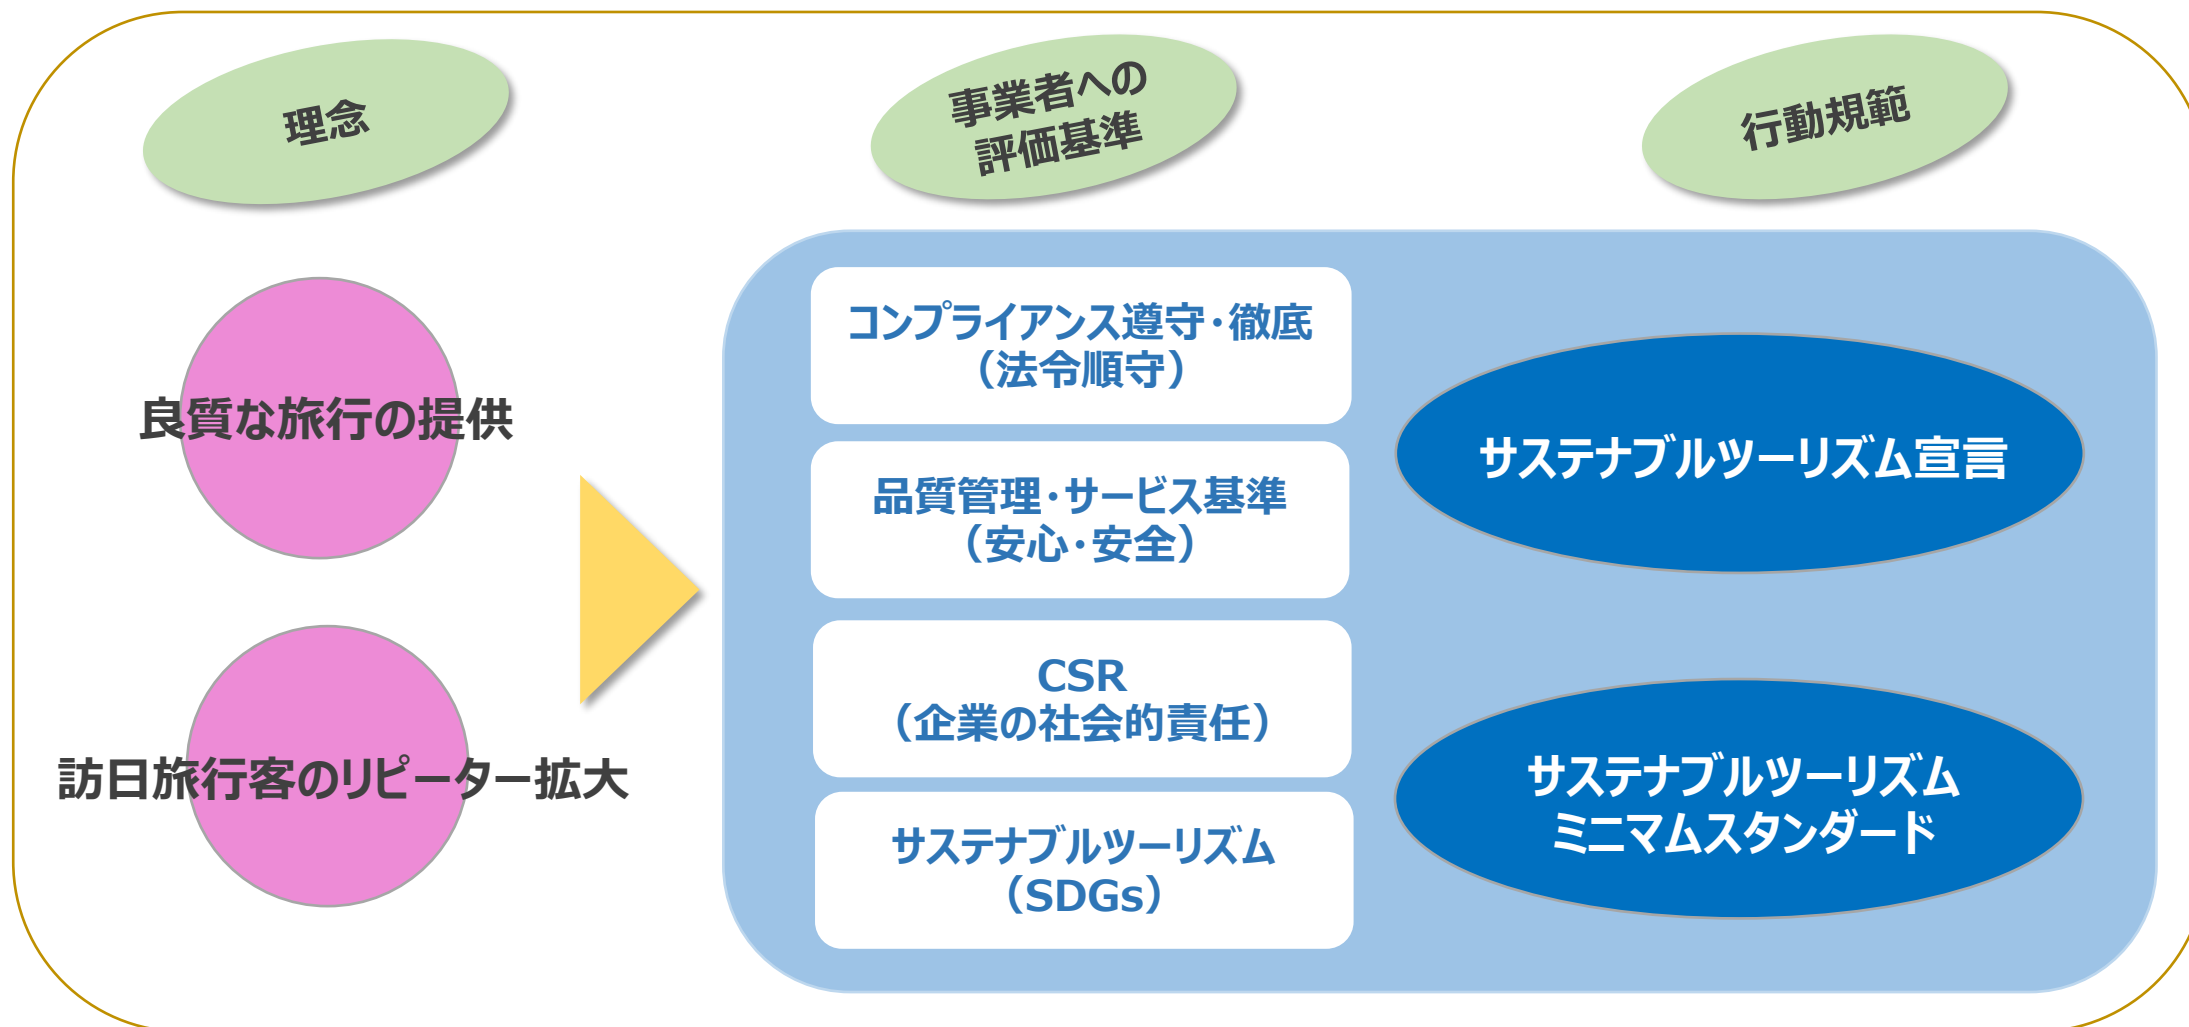 理念
事業者への
評価基準
行動規範
良質な旅行の提供
訪日旅行客のリピーター拡大
コンプライアンス遵守・徹底
（法令順守）
品質管理・サービス基準
（安心・安全）
CSR
（企業の社会的責任）
サステナブルツーリズム
（SDGs）
サステナブルツーリズム宣言
サステナブルツーリズム
ミニマムスタンダード